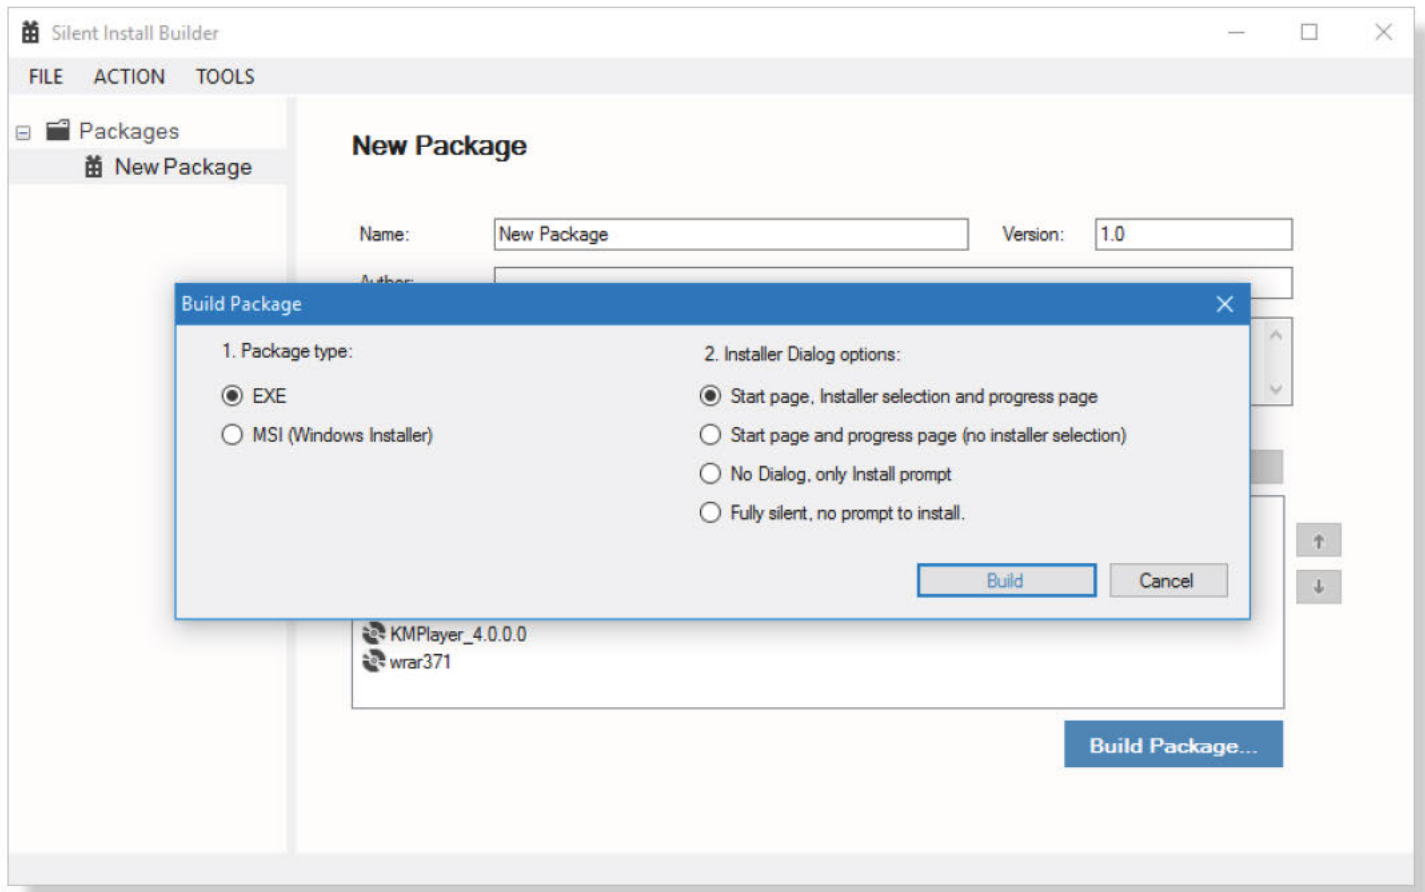 Silent Install Builder
FILE ACTION TOOLS
Packages
New Package
New Package
Name: New Package Version: 1.0
Author:
Build Package
1. Package type:
EXE
MSI (Windows Installer)
2. Installer Dialog options:
Start page, Installer selection and progress page
Start page and progress page (no installer selection)
No Dialog, only Install prompt
Fully silent, no prompt to install.
Build Cancel
KMPlayer_4.0.0.0
wrar371
Build Package...